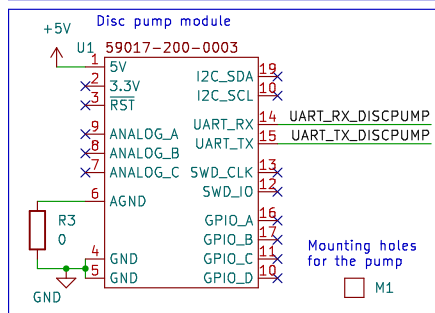 Disc pump module
+5V
U1 59017-200-0003
1 5V
2 3.3V
3 RST
9 ANALOG_A
8 ANALOG_B
7 ANALOG_C
6 AGND
4 GND
5 GND
I2C_SDA 19
I2C_SCL 10
UART_RX 14 UART_RX_DISCPUMP
UART_TX 15 UART_TX_DISCPUMP
SWD_CLK 13
SWD_IO 12
GPIO_A 16
GPIO_B 17
GPIO_C 11
GPIO_D 10
R3
0
GND
Mounting holes
for the pump
M1